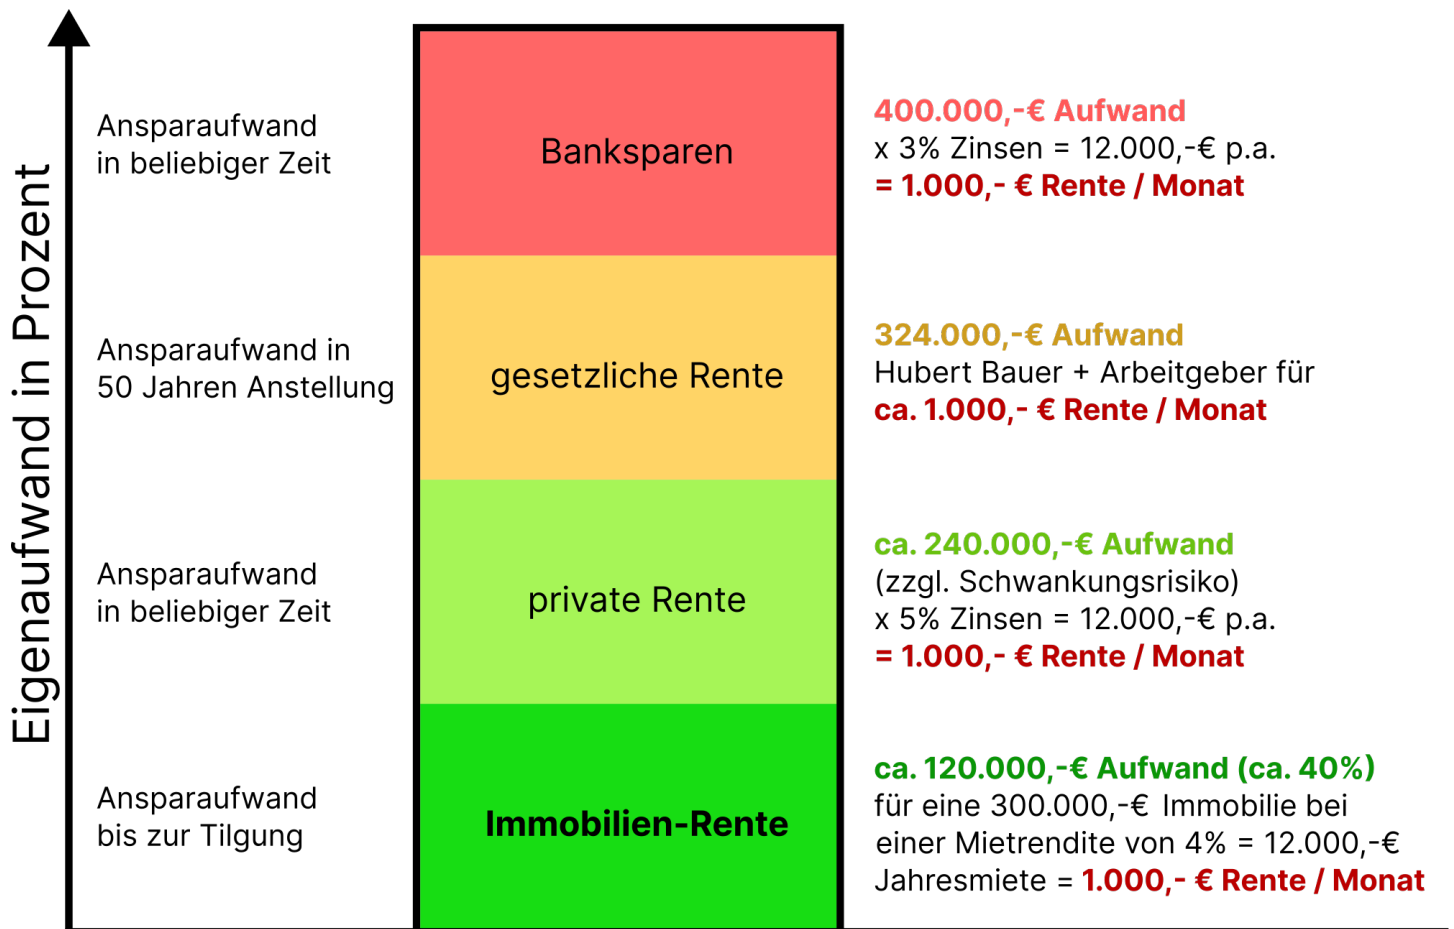 Eigenaufwand in Prozent
Ansparaufwand
in beliebiger Zeit
Banksparen
400.000,-€ Aufwand
x 3% Zinsen = 12.000,-€ p.a.
= 1.000,- € Rente / Monat
Ansparaufwand in
50 Jahren Anstellung
gesetzliche Rente
324.000,-€ Aufwand
Hubert Bauer + Arbeitgeber für
ca. 1.000,- € Rente / Monat
Ansparaufwand
in beliebiger Zeit
private Rente
ca. 240.000,-€ Aufwand
(zzgl. Schwankungsrisiko)
x 5% Zinsen = 12.000,-€ p.a.
= 1.000,- € Rente / Monat
Ansparaufwand
bis zur Tilgung
Immobilien-Rente
ca. 120.000,-€ Aufwand (ca. 40%)
für eine 300.000,-€ Immobilie bei
einer Mietrendite von 4% = 12.000,-€
Jahresmiete = 1.000,- € Rente / Monat